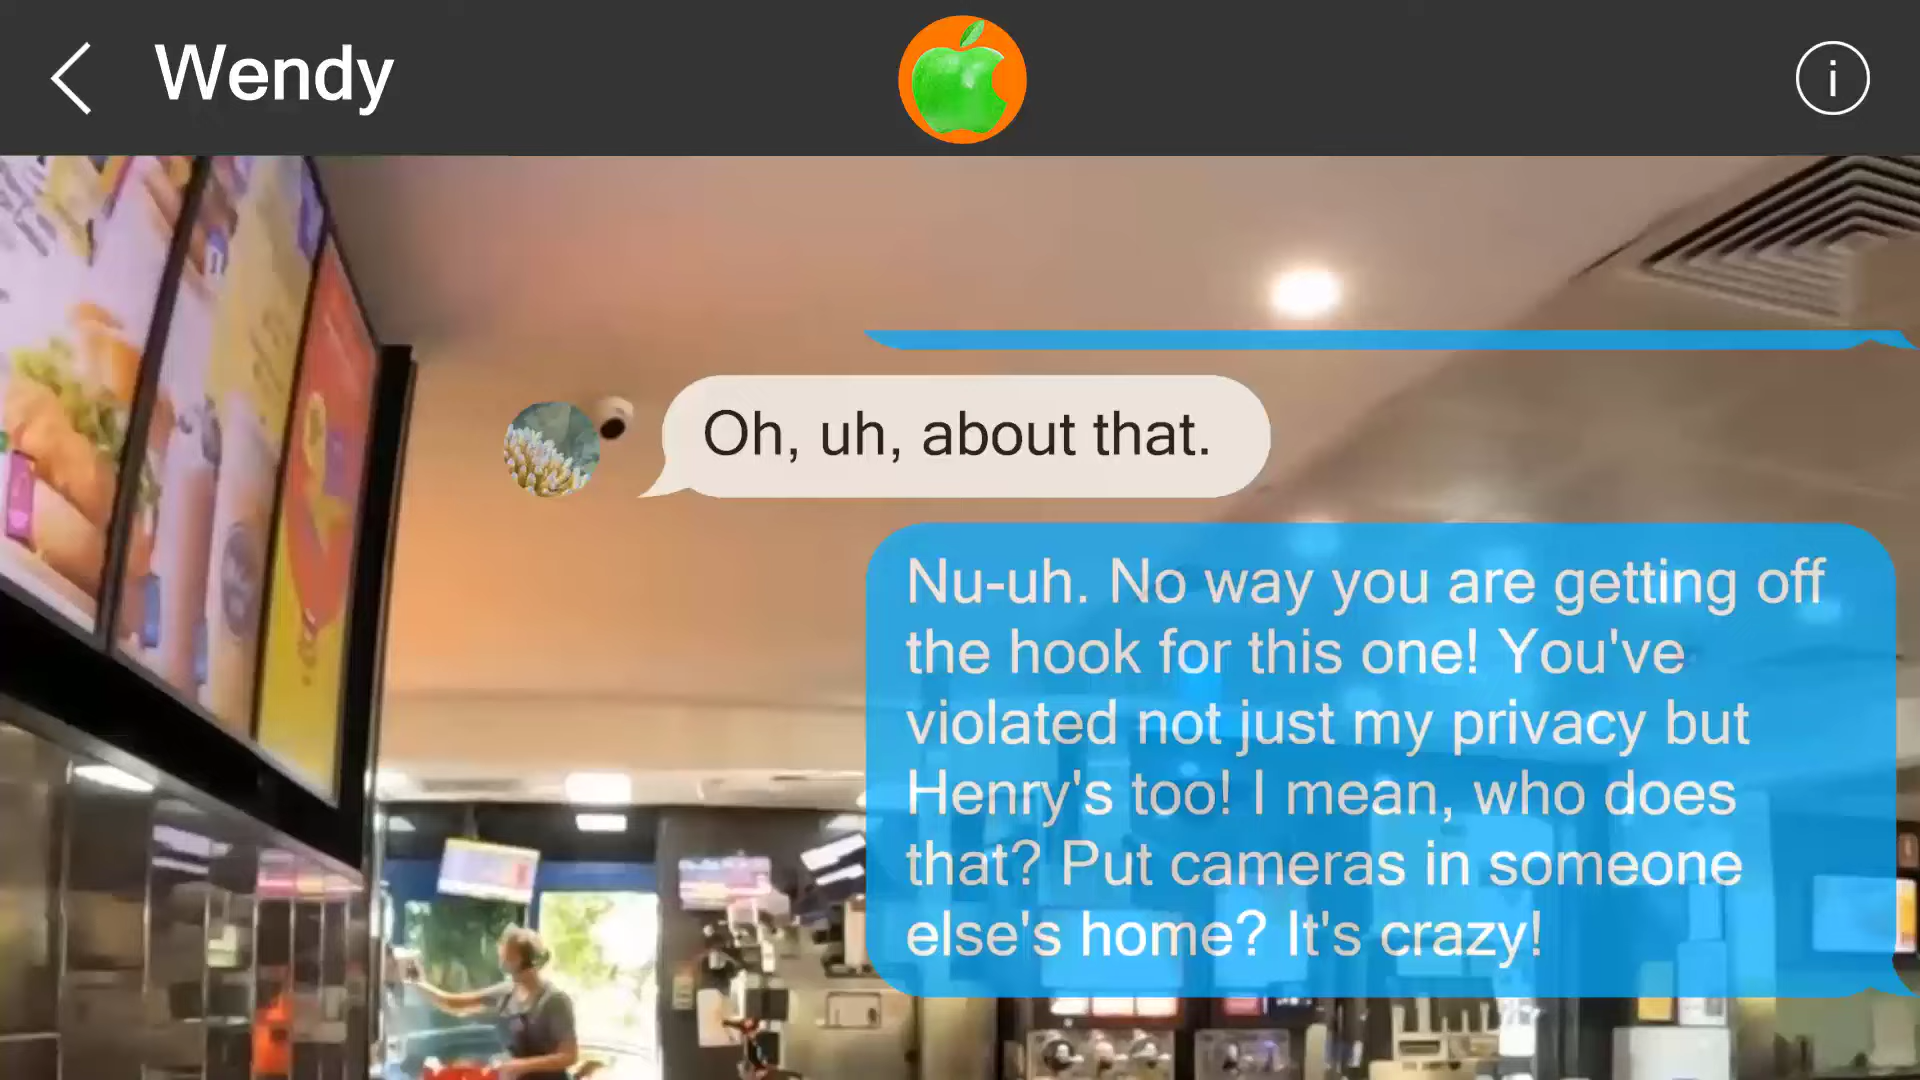 Wendy
Oh, uh, about that.
Nu-uh. No way you are getting off
the hook for this one! You've
violated not just my privacy but
Henry's too! I mean, who does
that? Put cameras in someone
else's home? It's crazy!